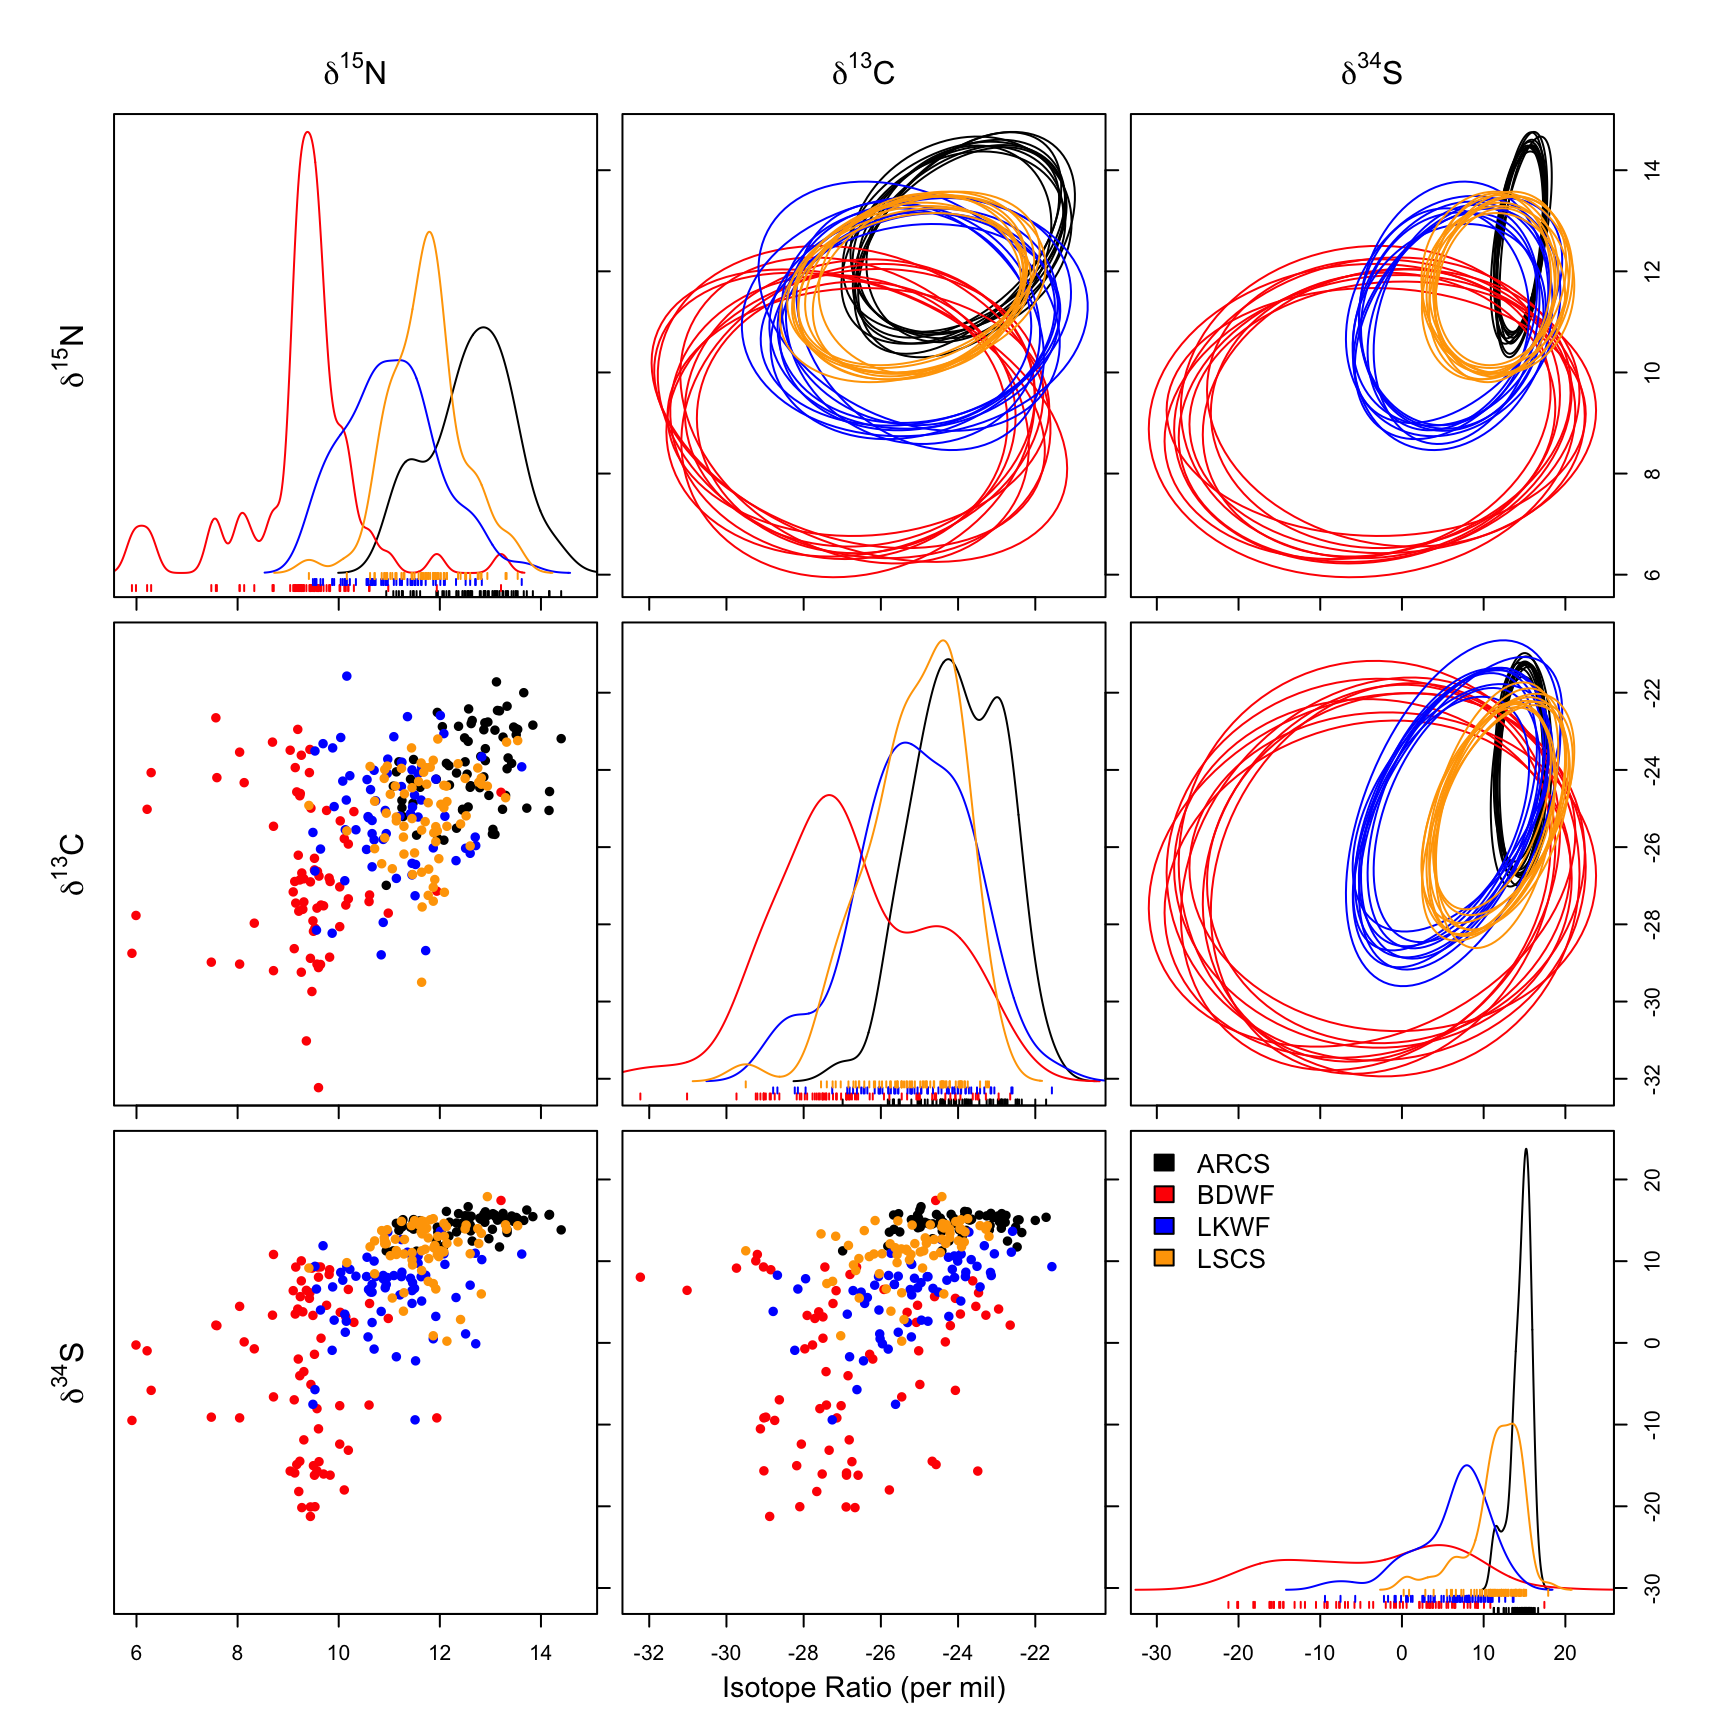 δ¹⁵N δ¹³C δ³⁴S
δ¹⁵N
14
12
10
8
6
δ¹³C
-22
-24
-26
-28
-30
-32
δ³⁴S
ARCS
BDWF
LKWF
LSCS
20
10
0
-10
-20
-30
6 8 10 12 14 -32 -30 -28 -26 -24 -22 -30 -20 -10 0 10 20
Isotope Ratio (per mil)